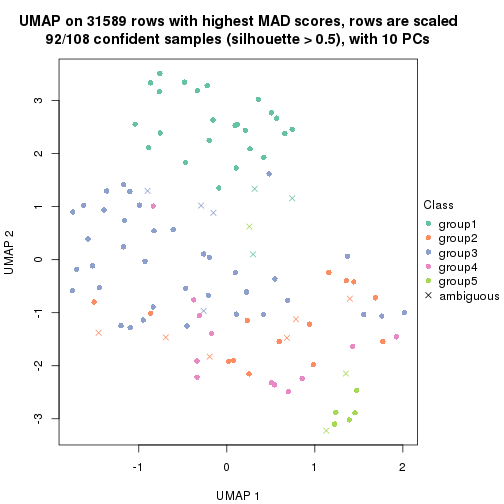 UMAP on 31589 rows with highest MAD scores, rows are scaled
92/108 confident samples (silhouette > 0.5), with 10 PCs
3
2
1
0
-1
-2
-3
UMAP 2
-1
0
1
2
UMAP 1
Class
group1
group2
group3
group4
group5
ambiguous